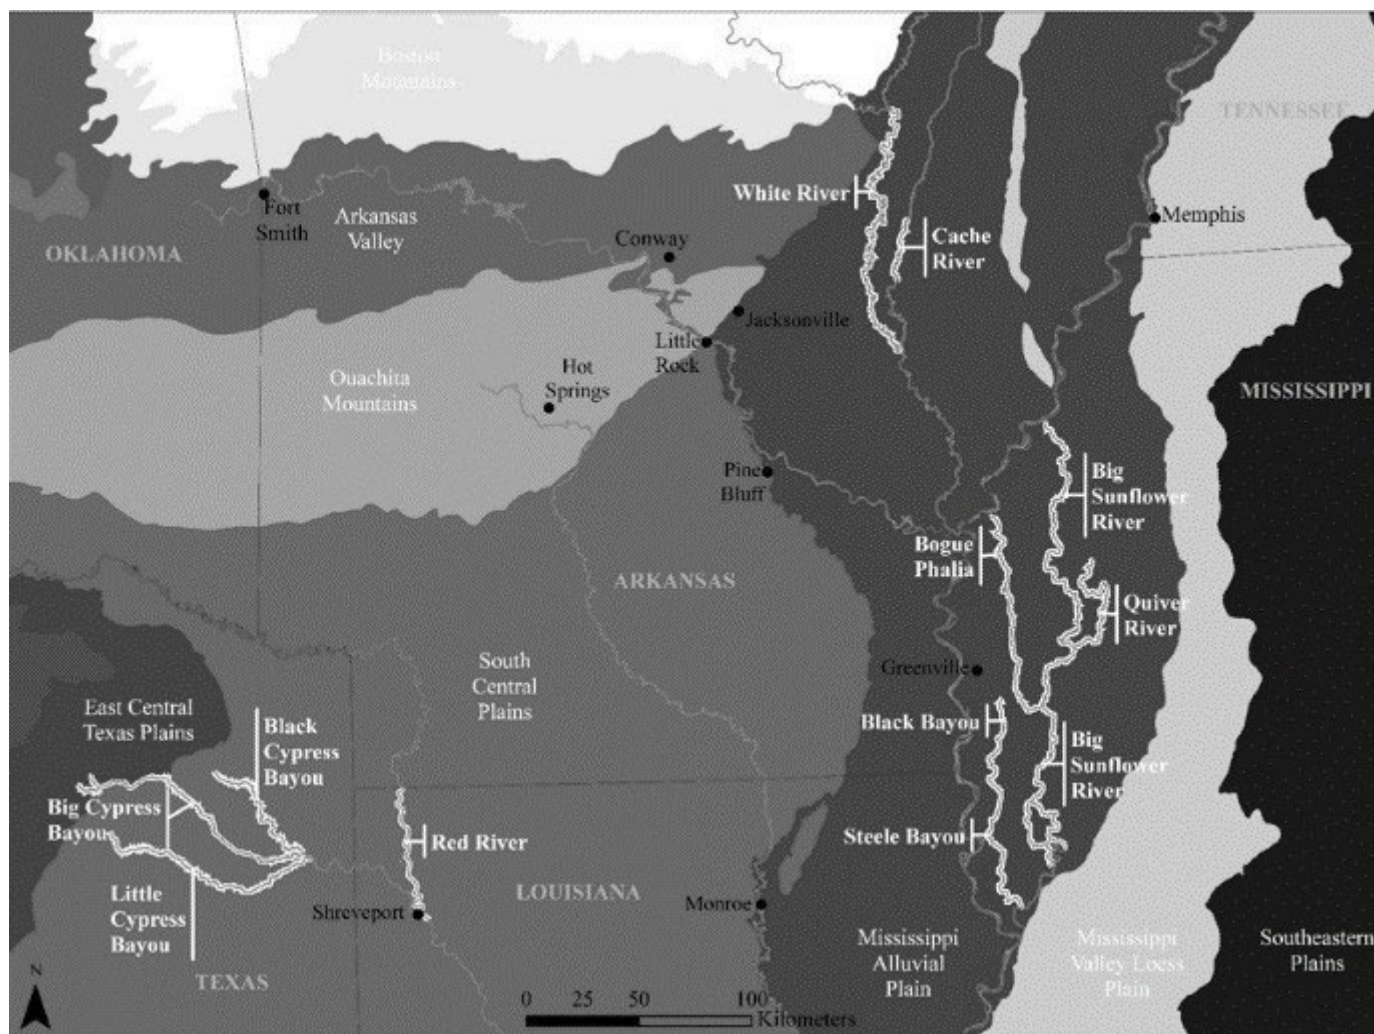 Boston
Mountains
TENNESSEE
White River
Fort
Smith
Arkansas
Valley
Memphis
OKLAHOMA
Conway
Cache
River
Jacksonville
Little
Rock
Hot
Springs
Ouachita
Mountains
MISSISSIPPI
Pine
Bluff
Big
Sunflower
River
Bogue
Phalia
ARKANSAS
Quiver
River
South
Central
Plains
Greenville
East Central
Texas Plains
Black
Cypress
Bayou
Black Bayou
Big
Sunflower
River
Big Cypress
Bayou
Red River
Steele Bayou
Little
Cypress
Bayou
Shreveport
LOUISIANA
Monroe
Mississippi
Alluvial
Plain
Mississippi
Valley Loess
Plain
Southeastern
Plains
TEXAS
N
0 25 50 100
Kilometers